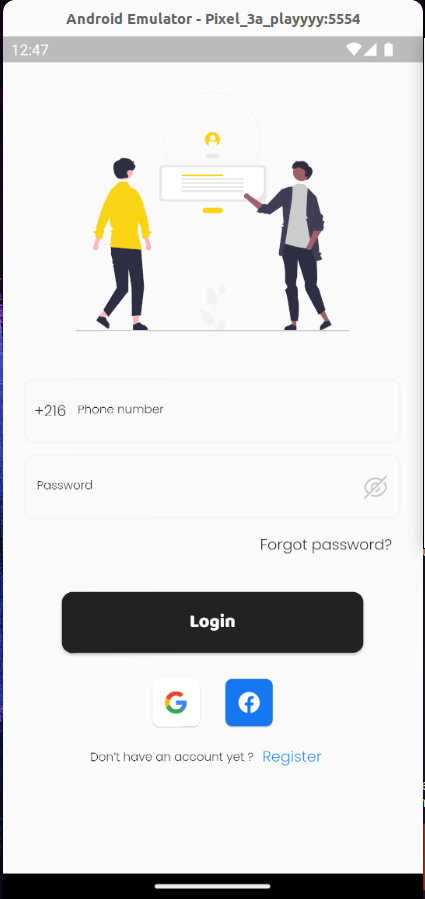 Android Emulator - Pixel_3a_playyyy:5554
12:47
+216 Phone number
Password
Forgot password?
Login
Don't have an account yet ? Register